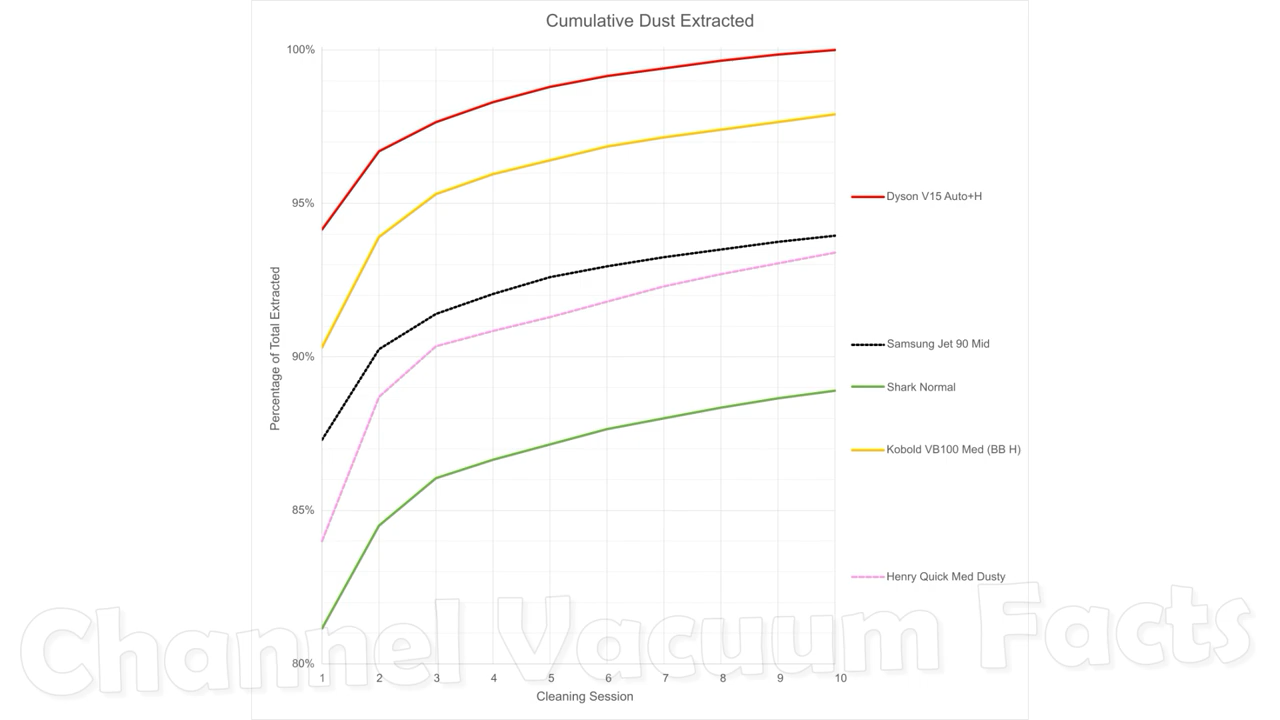 Cumulative Dust Extracted
100%
95%
90%
85%
80%
Percentage of Total Extracted
1 2 3 4 5 6 7 8 9 10
Cleaning Session
Dyson V15 Auto+H
Samsung Jet 90 Mid
Shark Normal
Kobold VB100 Med (BB H)
Henry Quick Med Dusty
Channel Vacuum Facts